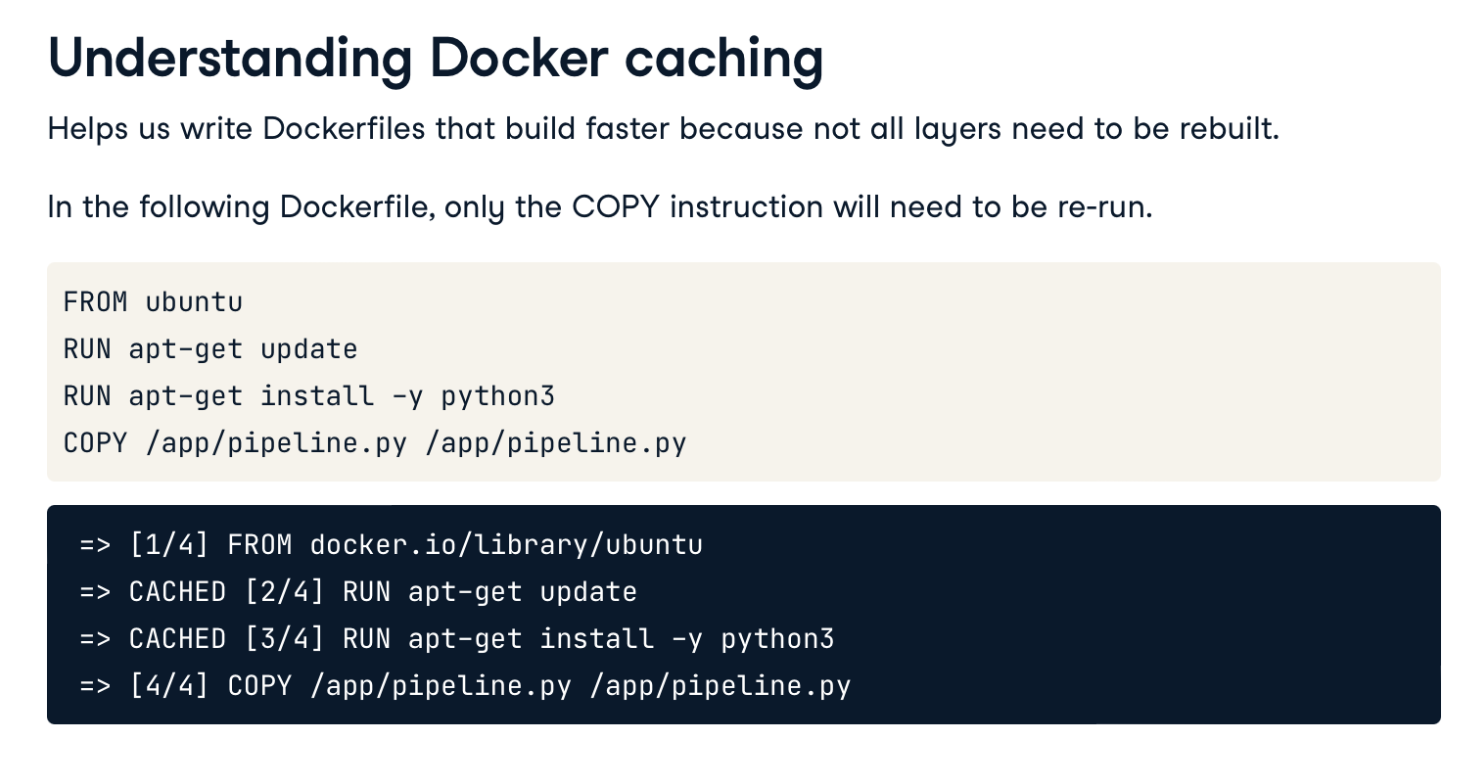 Understanding Docker caching
Helps us write Dockerfiles that build faster because not all layers need to be rebuilt.
In the following Dockerfile, only the COPY instruction will need to be re-run.
FROM ubuntu
RUN apt-get update
RUN apt-get install -y python3
COPY /app/pipeline.py /app/pipeline.py
=> [1/4] FROM docker.io/library/ubuntu
=> CACHED [2/4] RUN apt-get update
=> CACHED [3/4] RUN apt-get install -y python3
=> [4/4] COPY /app/pipeline.py /app/pipeline.py